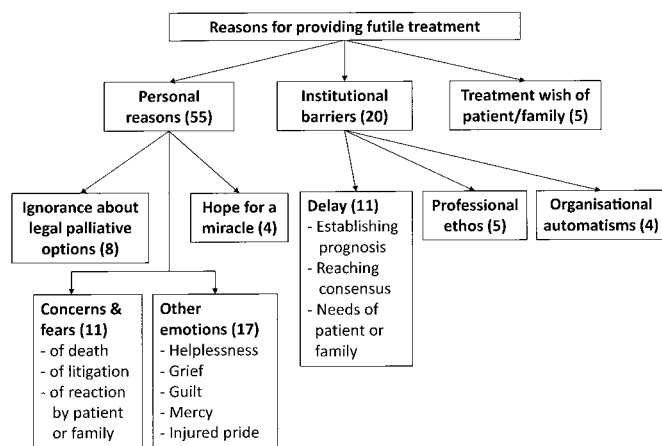 Reasons for providing futile treatment
Personal
reasons (55)
Institutional
barriers (20)
Treatment wish of
patient/family (5)
Ignorance about
legal palliative
options (8)
Hope for a
miracle (4)
Delay (11)
- Establishing
prognosis
- Reaching
consensus
- Needs of
patient or
family
Professional
ethos (5)
Organisational
automatisms (4)
Concerns &
fears (11)
- of death
- of litigation
- of reaction
by patient
or family
Other
emotions (17)
- Helplessness
- Grief
- Guilt
- Mercy
- Injured pride